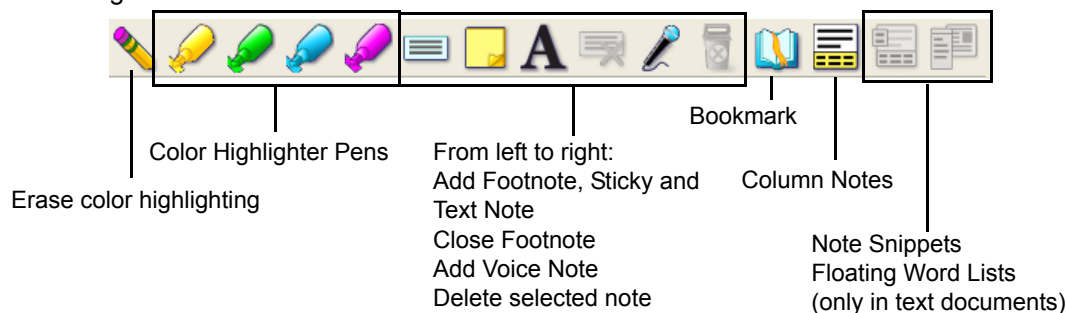 A
Bookmark
Color Highlighter Pens
From left to right:
Add Footnote, Sticky and
Text Note
Close Footnote
Add Voice Note
Delete selected note
Column Notes
Erase color highlighting
Note Snippets
Floating Word Lists
(only in text documents)